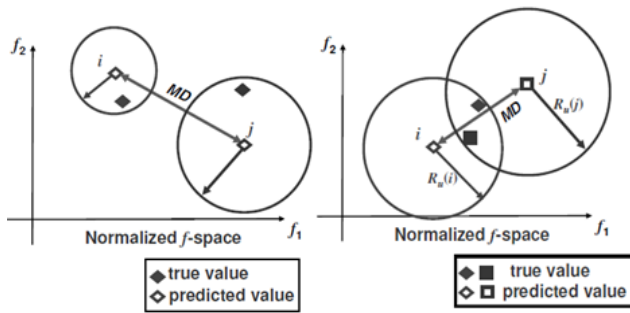 f₂
i
MD
j
f₁
Normalized f-space
true value
predicted value
f₂
j
MD
Rᵤ(j)
i
Rᵤ(i)
f₁
Normalized f-space
true value
predicted value